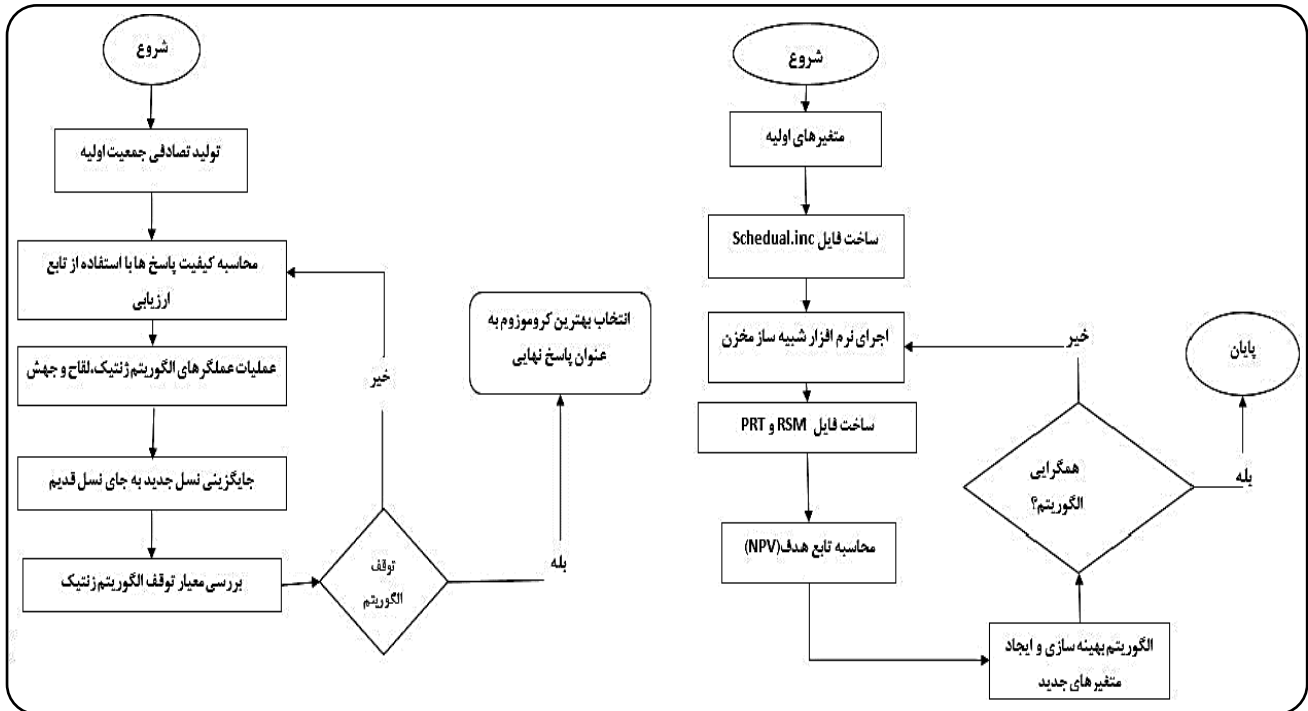 شروع
متغیرهای اولیه
ساخت فایل Schedual.inc
اجرای نرم افزار شبیه ساز مخزن
ساخت فایل RSM و PRT
محاسبه تابع هدف(NPV)
الگوریتم بهینه سازی و ایجاد
متغیرهای جدید
همگرایی
الگوریتم؟
خیر
بله
پایان
شروع
تولید تصادفی جمعیت اولیه
محاسبه کیفیت پاسخ ها با استفاده از تابع
ارزیابی
عملیات عملگرهای الگوریتم ژنتیک،لقاح و جهش
جایگزینی نسل جدید به جای نسل قدیم
بررسی معیار توقف الگوریتم ژنتیک
توقف
الگوریتم
خیر
بله
انتخاب بهترین کروموزوم به
عنوان پاسخ نهایی